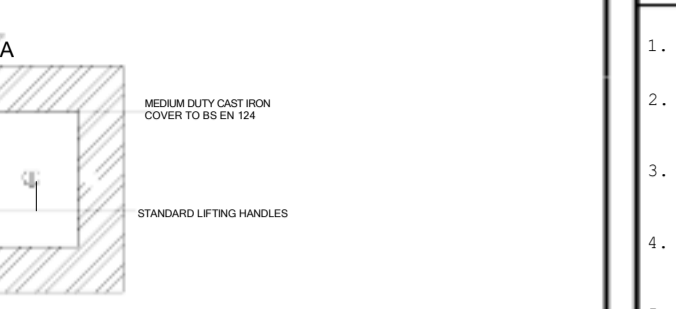 A
MEDIUM DUTY CAST IRON
COVER TO BS EN 124
STANDARD LIFTING HANDLES
1.
2.
3.
4.